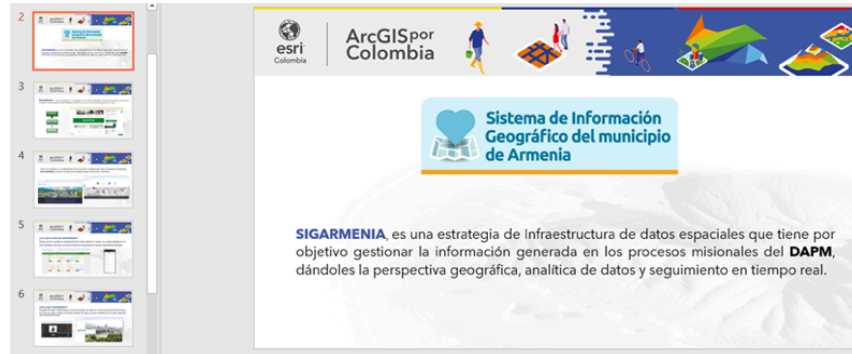 2
3
4
5
6
esri
Colombia
ArcGIS por
Colombia
Sistema de Información
Geográfico del municipio
de Armenia
SIGARMENIA, es una estrategia de Infraestructura de datos espaciales que tiene por
objetivo gestionar la información generada en los procesos misionales del DAPM,
dándoles la perspectiva geográfica, analítica de datos y seguimiento en tiempo real.